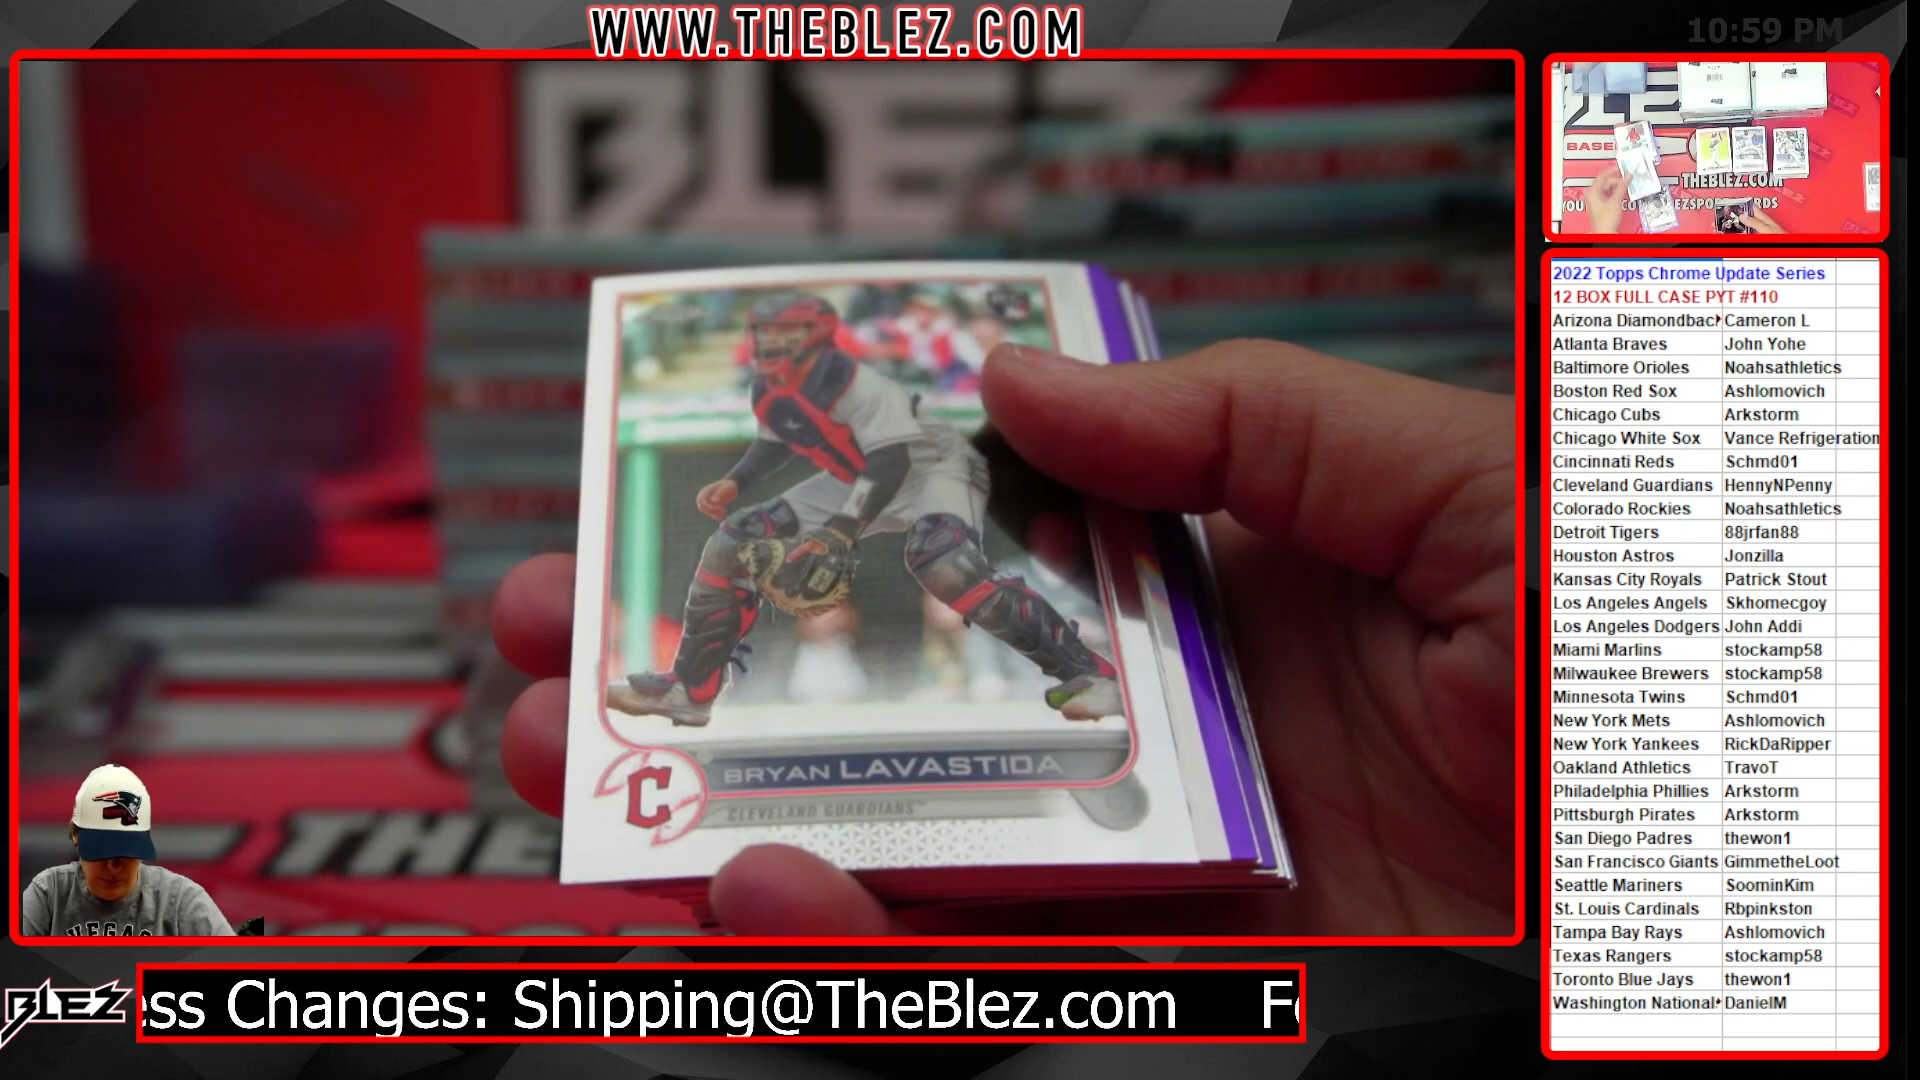 WWW.THEBLEZ.COM
10:59 PM
BLEZ
BRYAN LAVASTIDA
C
CLEVELAND GUARDIANS
THE
VEGAS
BASE
THEBLEZ.COM
2022 Topps Chrome Update Series
12 BOX FULL CASE PYT #110
Arizona Diamondbac Cameron L
Atlanta Braves John Yohe
Baltimore Orioles Noahsathletics
Boston Red Sox Ashlomovich
Chicago Cubs Arkstorm
Chicago White Sox Vance Refrigeration
Cincinnati Reds Schmd01
Cleveland Guardians HennyNPenny
Colorado Rockies Noahsathletics
Detroit Tigers 88jrfan88
Houston Astros Jonzilla
Kansas City Royals Patrick Stout
Los Angeles Angels Skhomecgoy
Los Angeles Dodgers John Addi
Miami Marlins stockamp58
Milwaukee Brewers stockamp58
Minnesota Twins Schmd01
New York Mets Ashlomovich
New York Yankees RickDaRipper
Oakland Athletics TravoT
Philadelphia Phillies Arkstorm
Pittsburgh Pirates Arkstorm
San Diego Padres thewon1
San Francisco Giants GimmetheLoot
Seattle Mariners SoominKim
St. Louis Cardinals Rbpinkston
Tampa Bay Rays Ashlomovich
Texas Rangers stockamp58
Toronto Blue Jays thewon1
Washington National DanielM
BLEZ
ess Changes: Shipping@TheBlez.com Fo